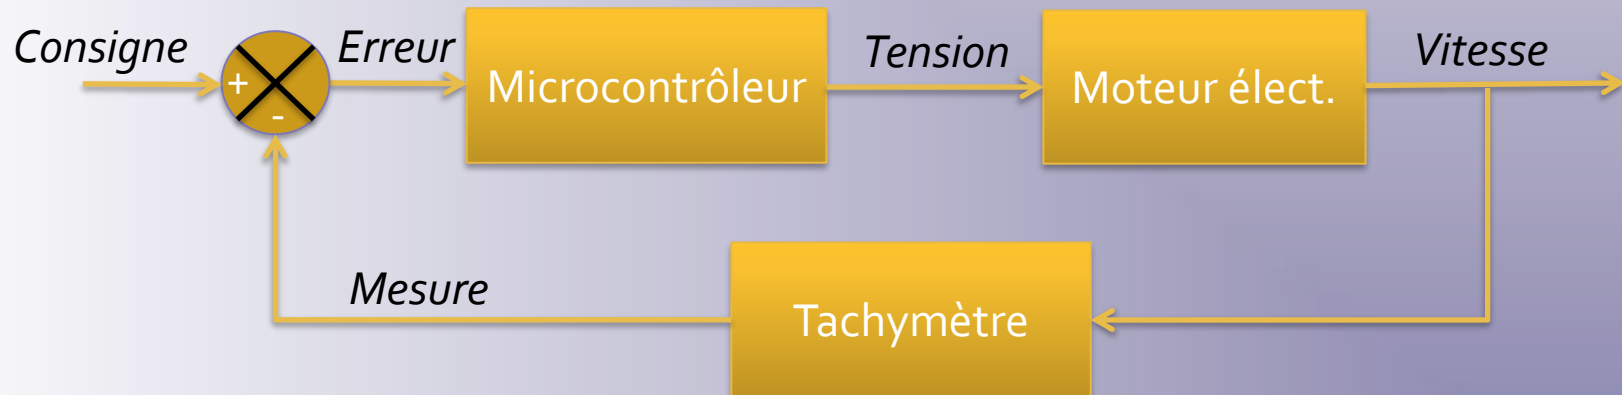 Consigne
+
-
Erreur
Microcontrôleur
Tension
Moteur élect.
Vitesse
Mesure
Tachymètre